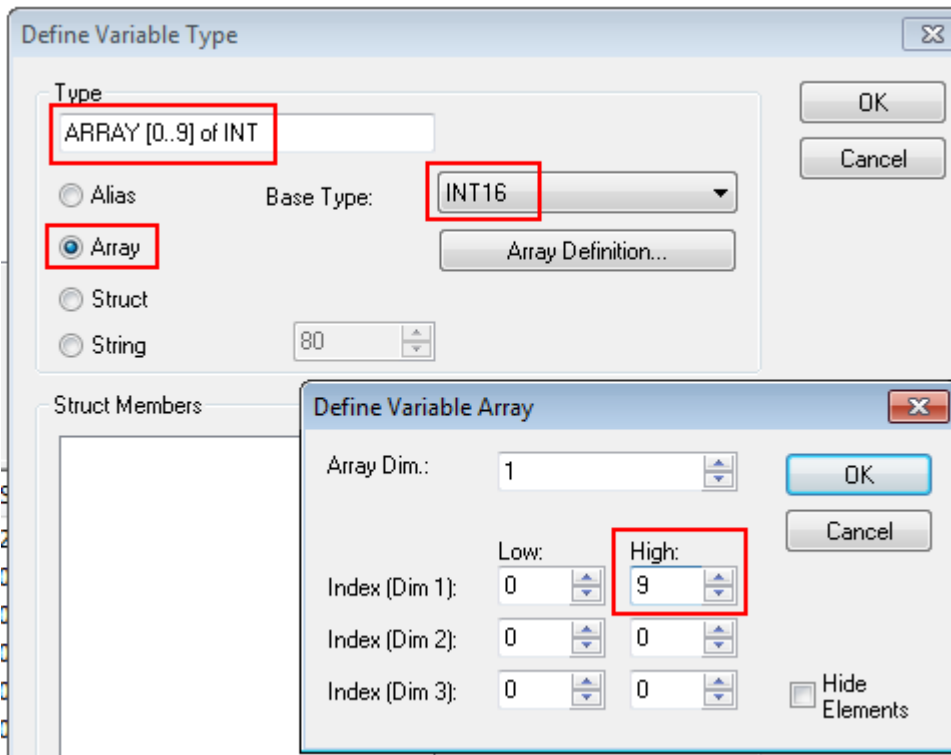 Define Variable Type
Type
OK
ARRAY [0..9] of INT
Cancel
Alias
Base Type:
INT16
Array
Array Definition...
Struct
String
80
Struct Members
Define Variable Array
Array Dim.:
1
OK
Cancel
Low:
High:
Index (Dim 1):
0
9
Index (Dim 2):
0
0
Index (Dim 3):
0
0
Hide
Elements